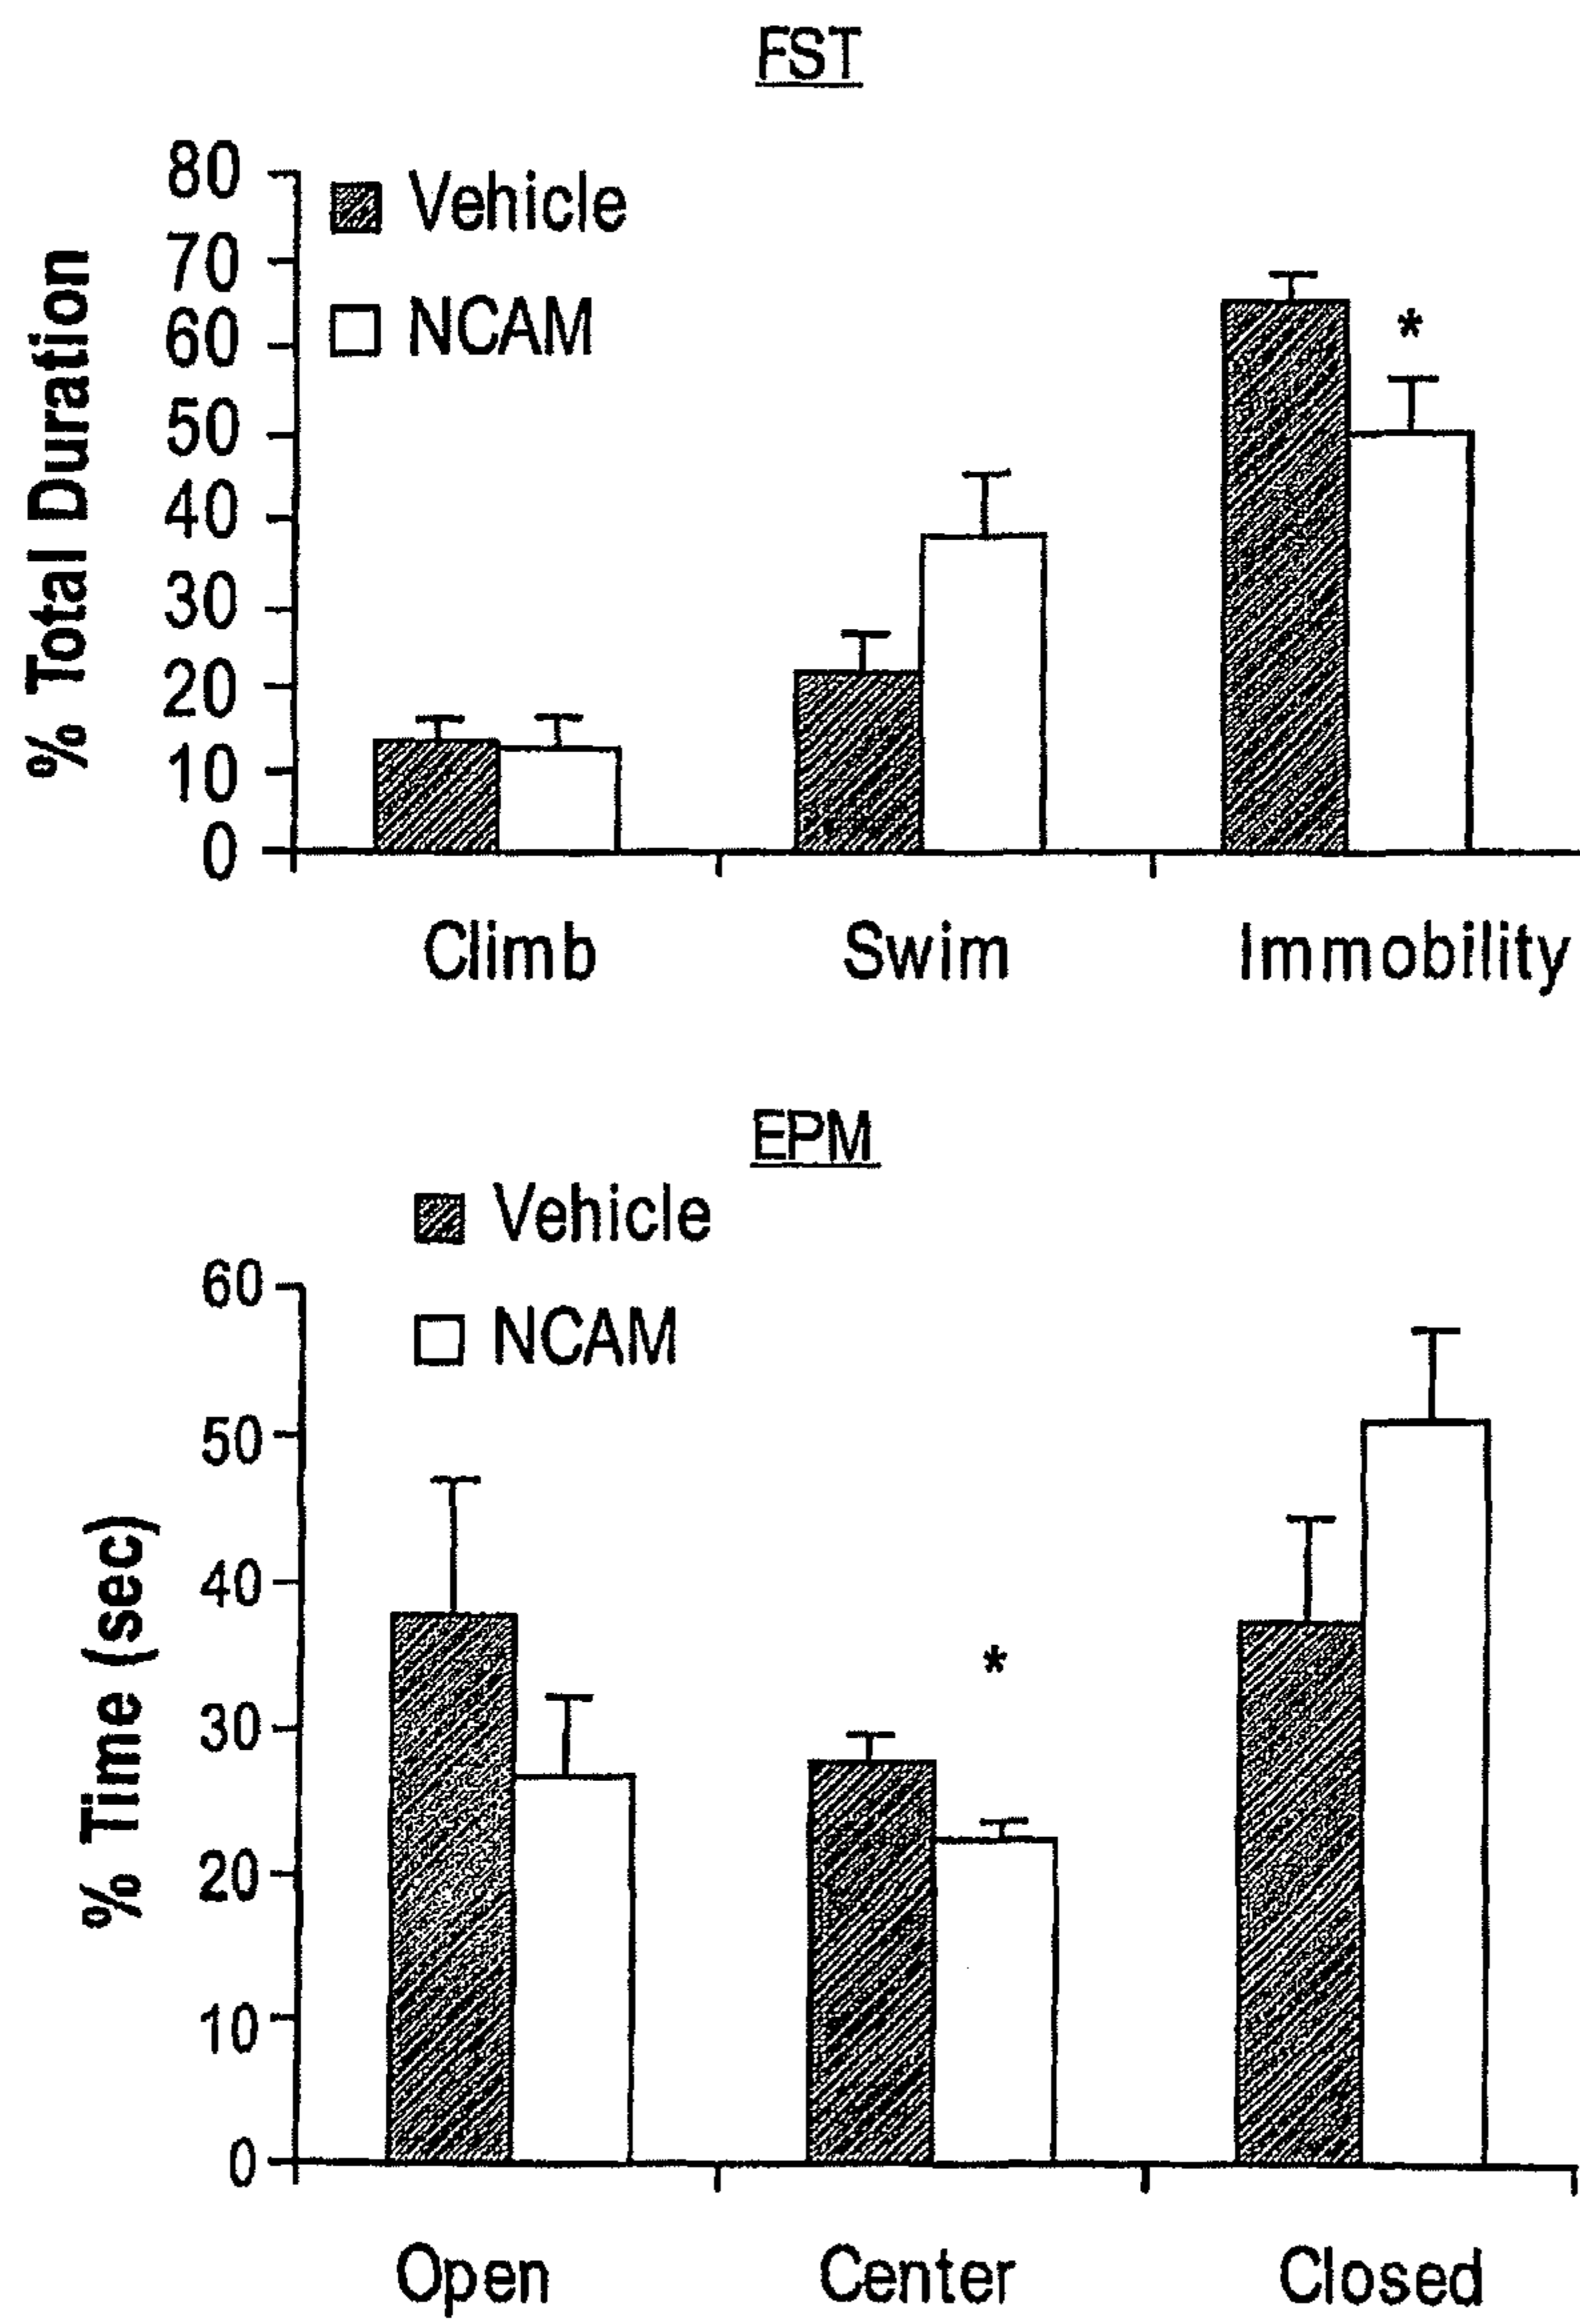 FST
80
70
60
50
40
30
20
10
0
% Total Duration
Vehicle
NCAM
*
Climb Swim Immobility
EPM
Vehicle
NCAM
60
50
40
30
20
10
0
% Time (sec)
*
Open Center Closed